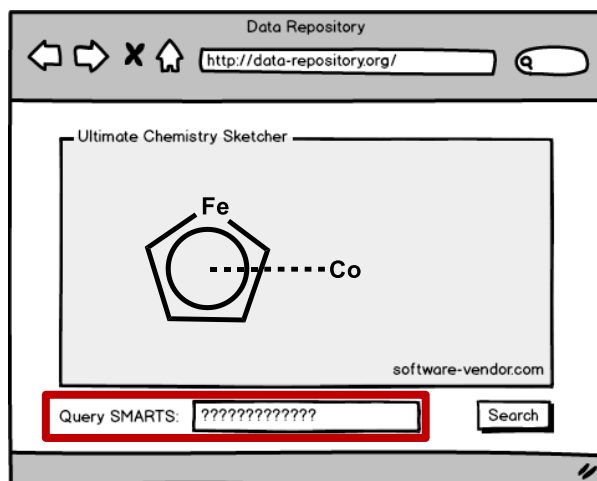 Data Repository
http://data-repository.org/
Ultimate Chemistry Sketcher
Fe
Co
software-vendor.com
Query SMARTS: ?????????????
Search